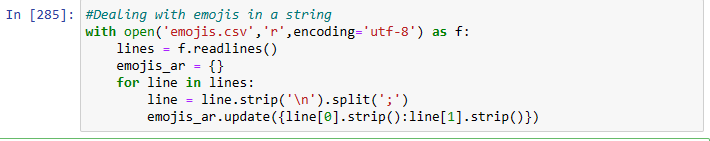 In [285]: #Dealing with emojis in a string
with open('emojis.csv','r',encoding='utf-8') as f:
    lines = f.readlines()
    emojis_ar = {}
    for line in lines:
        line = line.strip('\n').split(';')
        emojis_ar.update({line[0].strip():line[1].strip()})